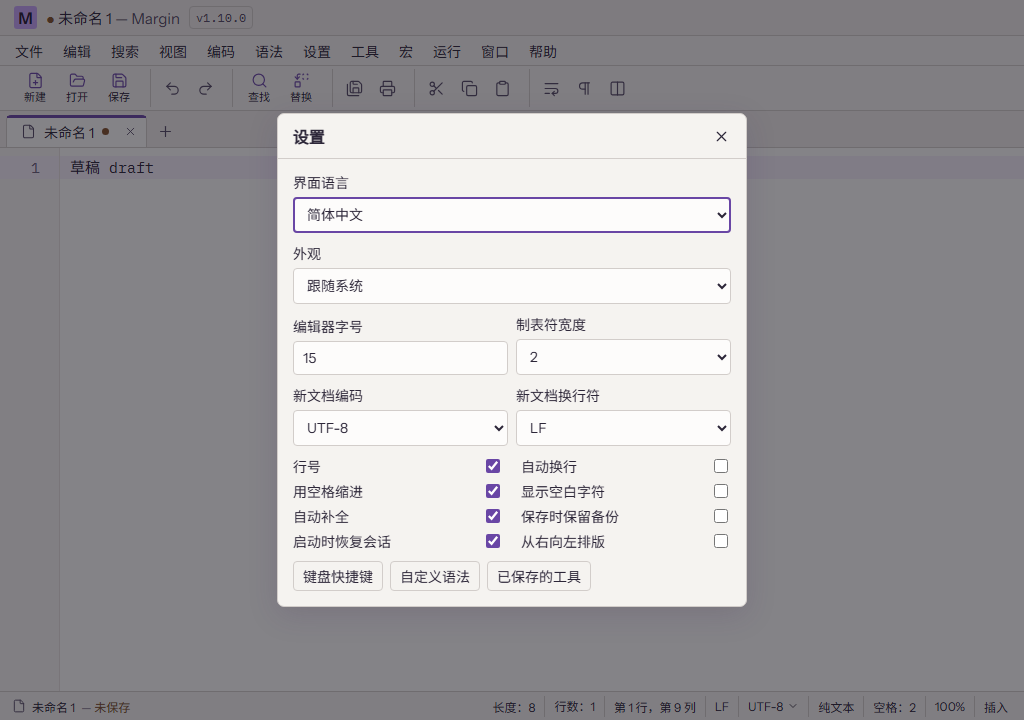 M ● 未命名 1 — Margin v1.10.0
文件 编辑 搜索 视图 编码 语法 设置 工具 宏 运行 窗口 帮助
新建 打开 保存 查找 替换
未命名 1 ●
1 草稿 draft
设置
界面语言
简体中文
外观
跟随系统
编辑器字号 制表符宽度
15 2
新文档编码 新文档换行符
UTF-8 LF
行号 自动换行
用空格缩进 显示空白字符
自动补全 保存时保留备份
启动时恢复会话 从右向左排版
键盘快捷键 自定义语法 已保存的工具
未命名 1 — 未保存 长度：8 行数：1 第 1 行，第 9 列 LF UTF-8 纯文本 空格：2 100% 插入